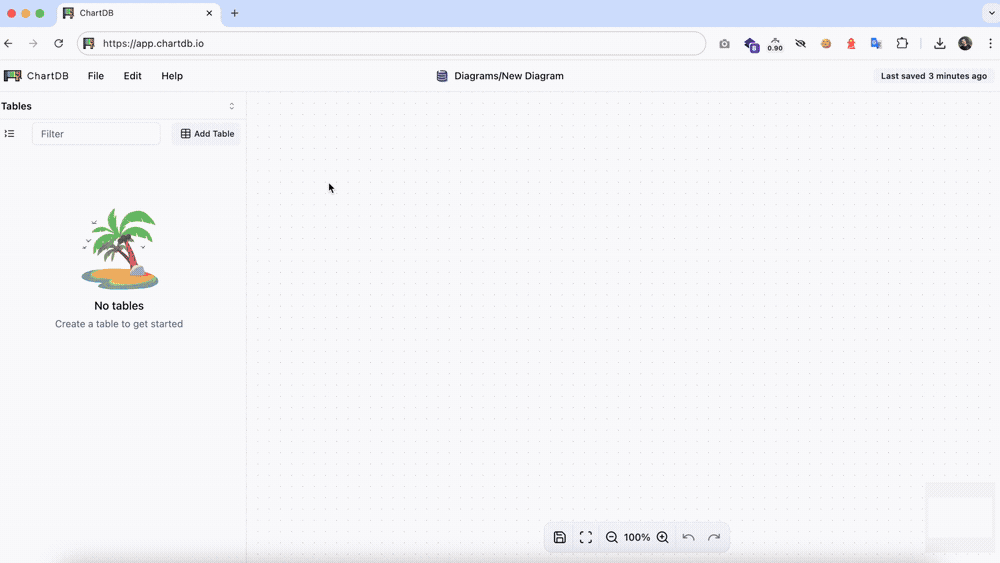 ChartDB
https://app.chartdb.io
8
0.90
ChartDB File Edit Help
Diagrams/New Diagram
Last saved 3 minutes ago
Tables
Filter
Add Table
No tables
Create a table to get started
100%